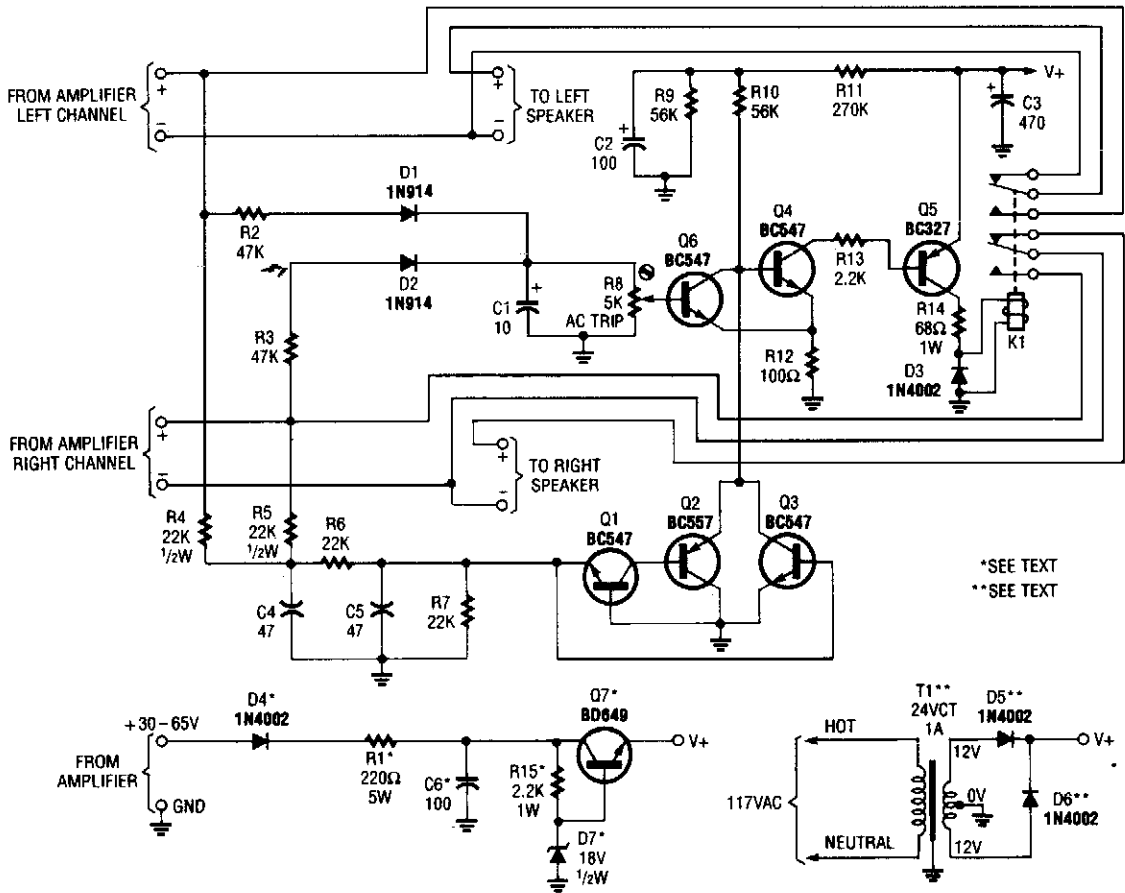 FROM AMPLIFIER
LEFT CHANNEL
+
−
+
−
TO LEFT
SPEAKER
R9
56K
C2
100
+
R10
56K
R11
270K
V+
+
C3
470
D1
1N914
R2
47K
D2
1N914
R3
47K
C1
10
+
R8
5K
AC TRIP
Q6
BC547
Q4
BC547
R13
2.2K
Q5
BC327
R14
68Ω
1W
K1
R12
100Ω
D3
1N4002
FROM AMPLIFIER
RIGHT CHANNEL
+
−
+
−
TO RIGHT
SPEAKER
R4
22K
1/2W
R5
22K
1/2W
R6
22K
Q1
BC547
Q2
BC557
Q3
BC547
C4
47
C5
47
R7
22K
*SEE TEXT
**SEE TEXT
+30-65V
FROM
AMPLIFIER
GND
D4*
1N4002
R1*
220Ω
5W
C6*
100
R15*
2.2K
1W
Q7*
BD649
V+
D7*
18V
1/2W
117VAC
HOT
NEUTRAL
T1**
24VCT
1A
12V
0V
12V
D5**
1N4002
V+
D6**
1N4002